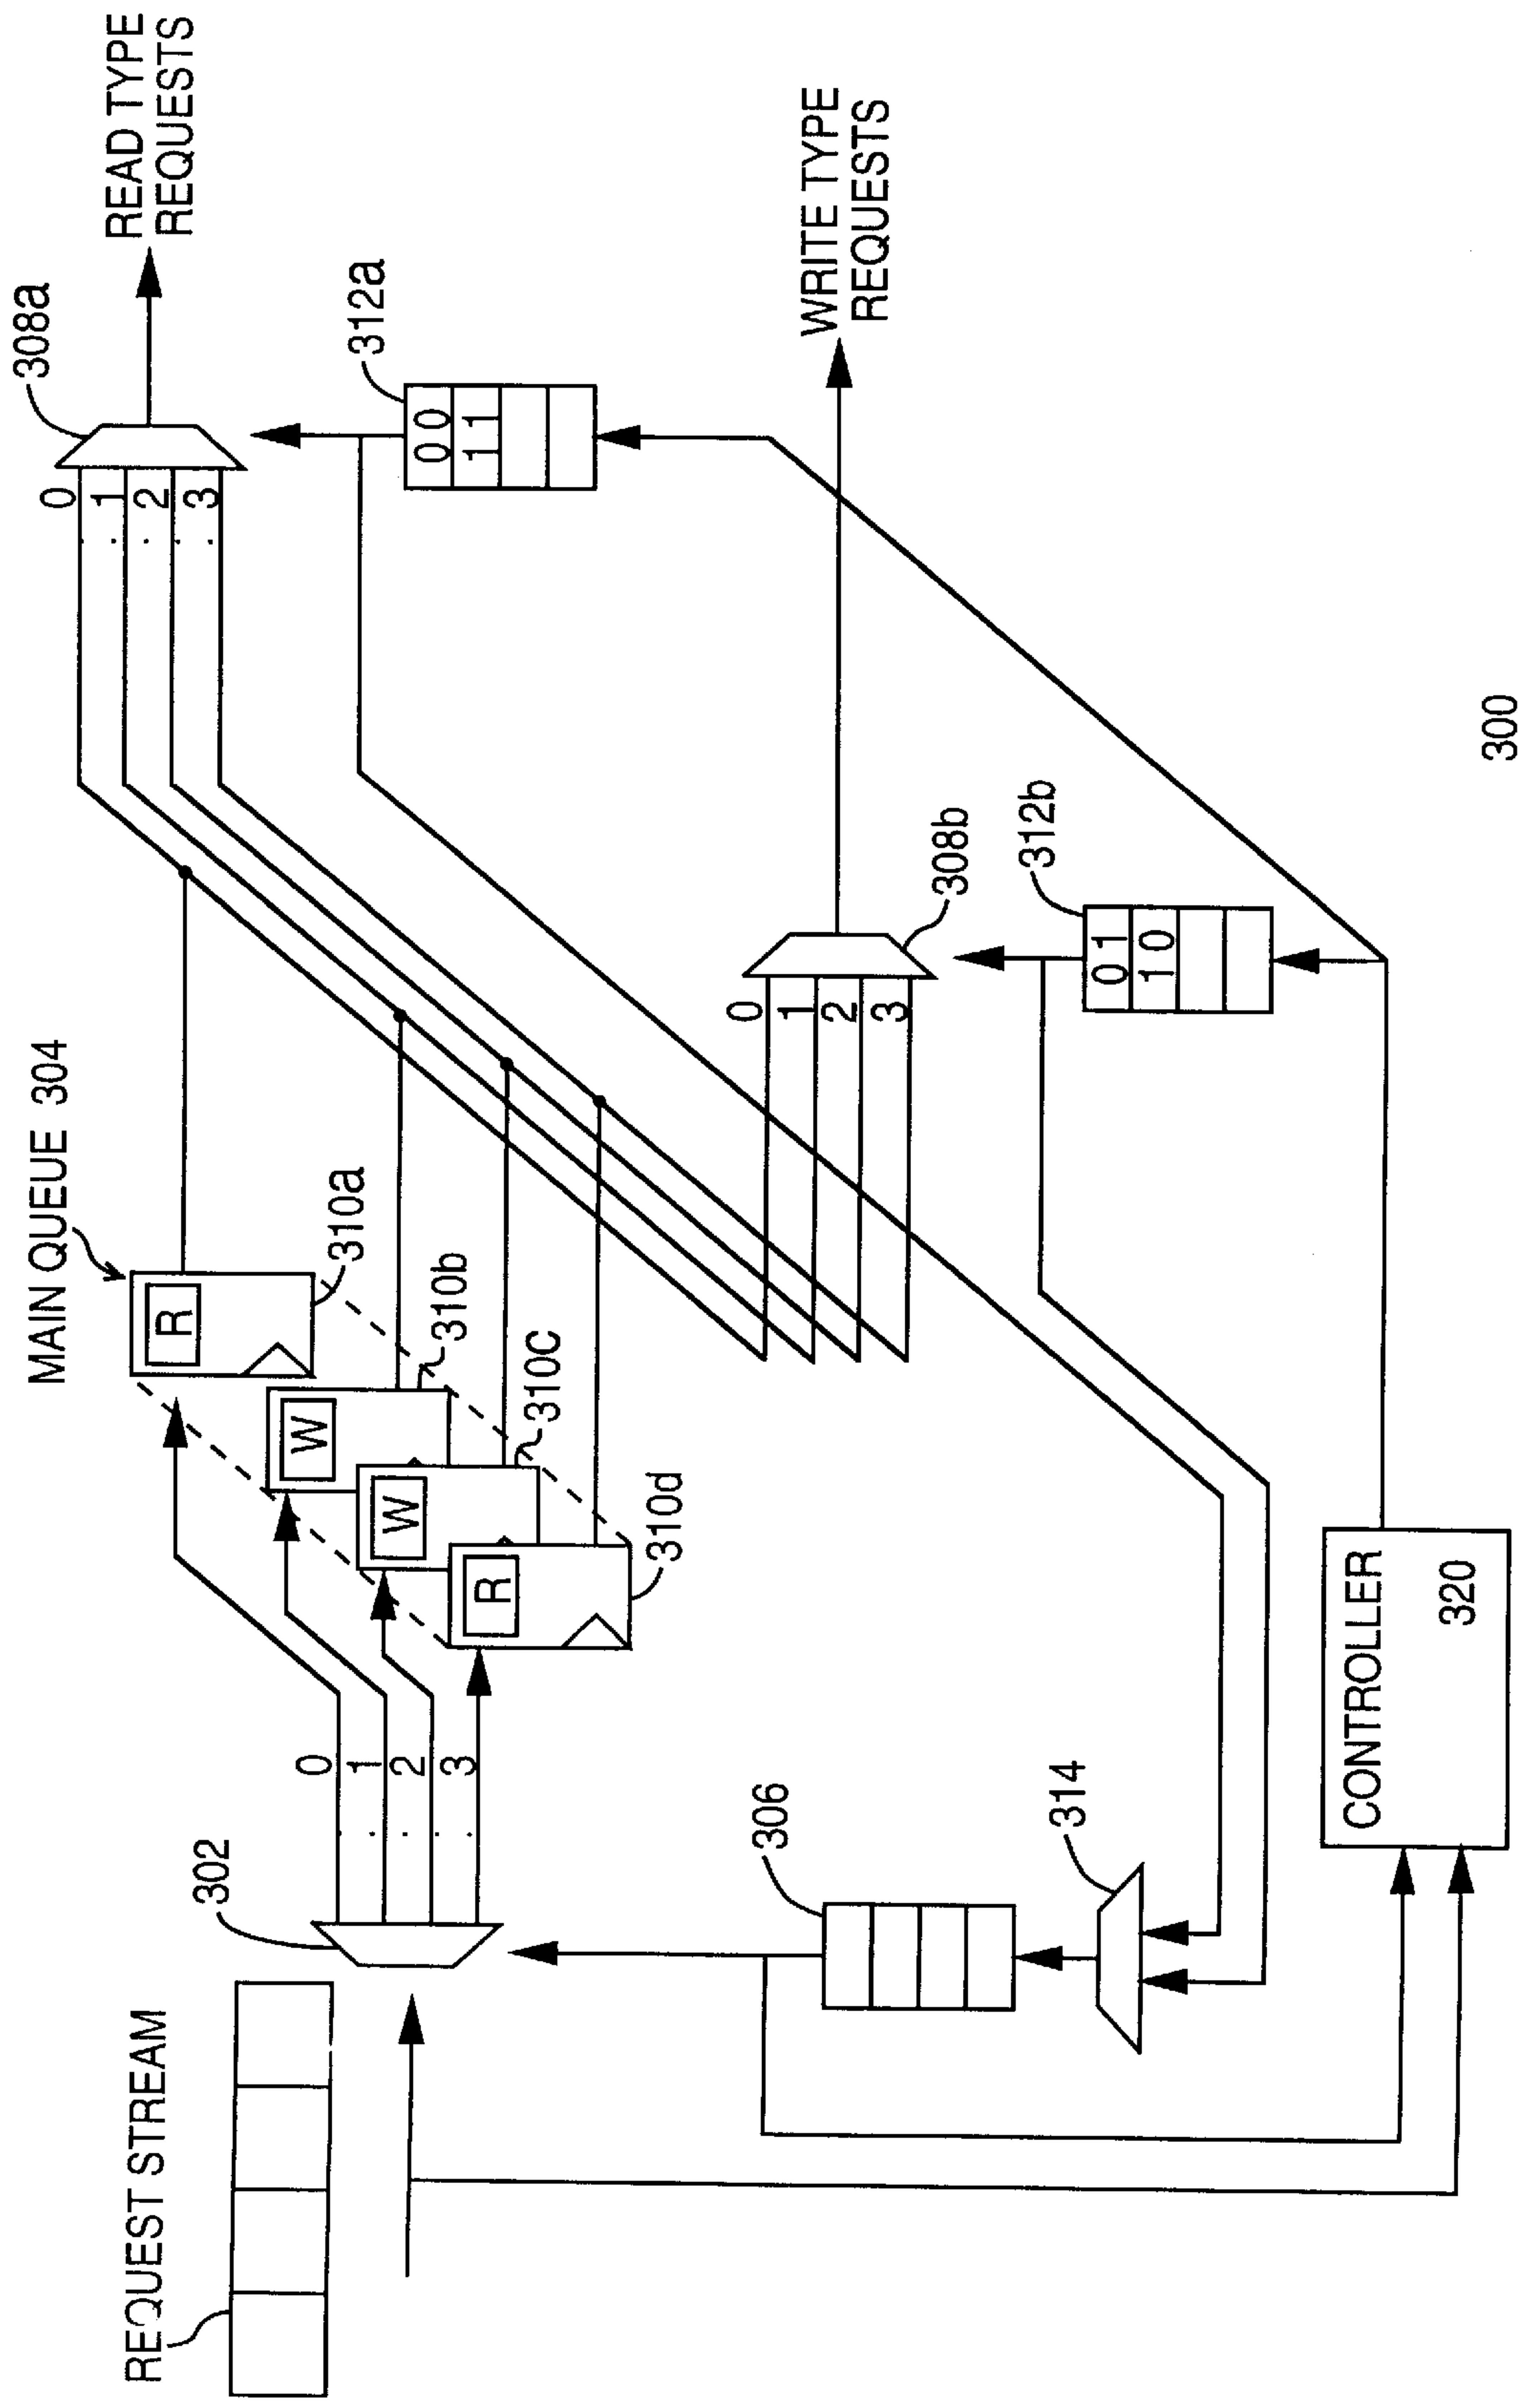 REQUEST STREAM
302
0
1
2
3
MAIN QUEUE 304
R
310a
W
310b
W
310C
R
310d
308a
0
1
2
3
READ TYPE
REQUESTS
312a
0 0
1 1
WRITE TYPE
REQUESTS
0
1
2
3
308b
312b
0 1
1 0
306
314
CONTROLLER
320
300